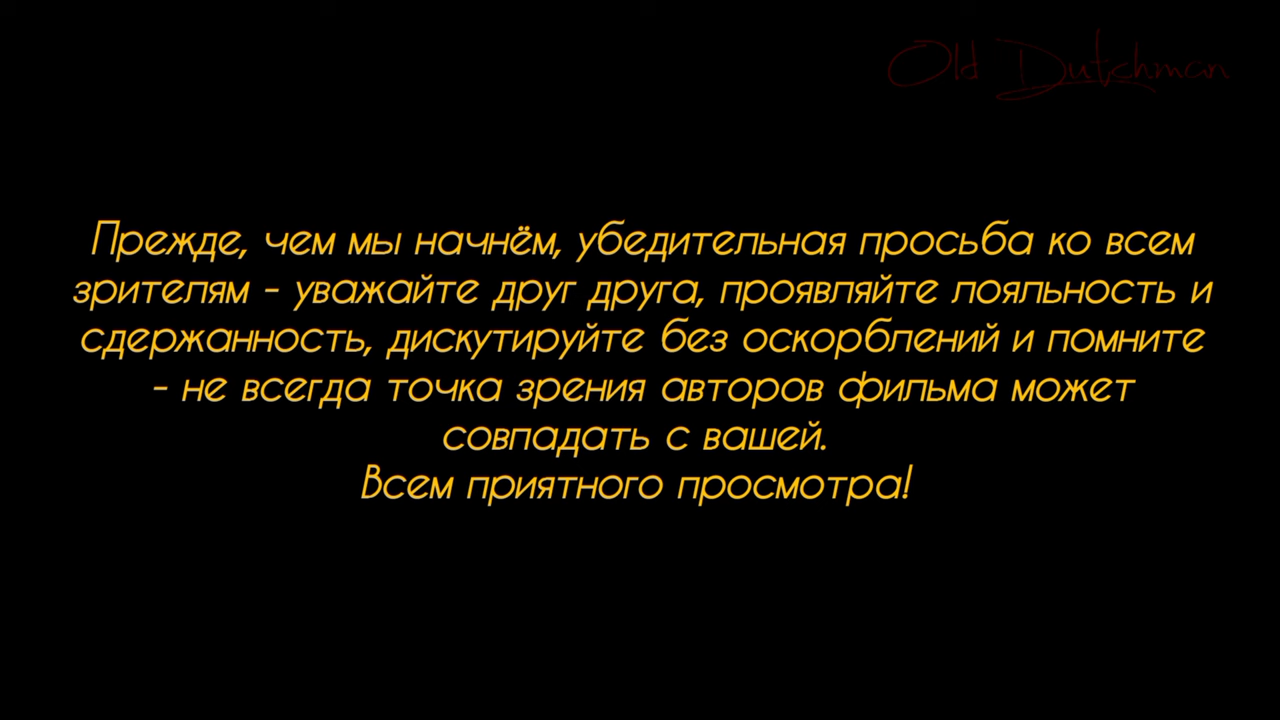 Old Dutchman
Прежде, чем мы начнём, убедительная просьба ко всем
зрителям - уважайте друг друга, проявляйте лояльность и
сдержанность, дискутируйте без оскорблений и помните
- не всегда точка зрения авторов фильма может
совпадать с вашей.
Всем приятного просмотра!